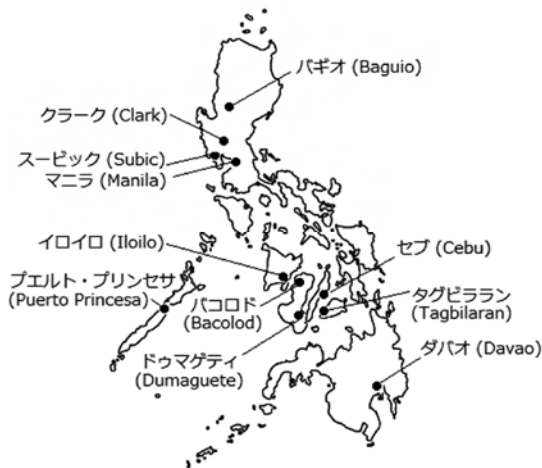 バギオ (Baguio)
クラーク (Clark)
スービック (Subic)
マニラ (Manila)
イロイロ (Iloilo)
セブ (Cebu)
プエルト・プリンセサ
(Puerto Princesa)
バコロド
(Bacolod)
タグビララン
(Tagbilaran)
ドゥマゲティ
(Dumaguete)
ダバオ (Davao)